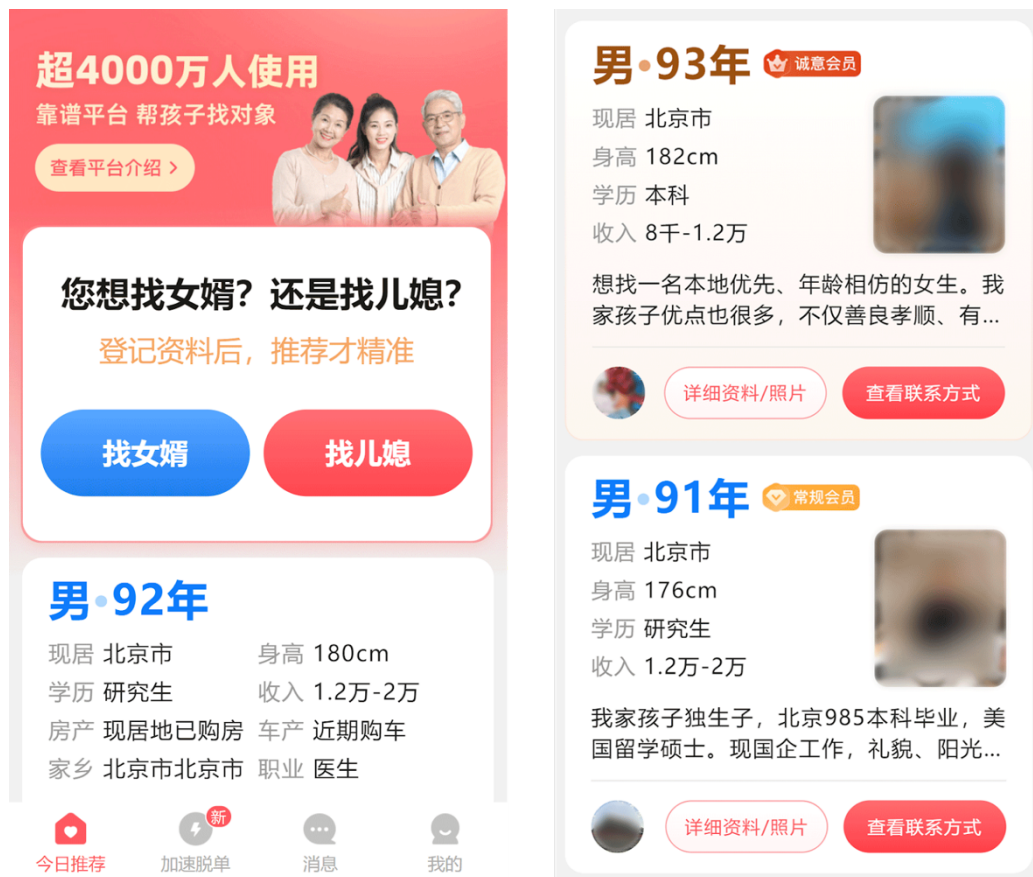 超4000万人使用
靠谱平台 帮孩子找对象
查看平台介绍 >
您想找女婿？还是找儿媳？
登记资料后，推荐才精准
找女婿
找儿媳
男·92年
现居 北京市
身高 180cm
学历 研究生
收入 1.2万-2万
房产 现居地已购房
车产 近期购车
家乡 北京市北京市
职业 医生
今日推荐
加速脱单
新
消息
我的
男·93年
诚意会员
现居 北京市
身高 182cm
学历 本科
收入 8千-1.2万
想找一名本地优先、年龄相仿的女生。我
家孩子优点也很多，不仅善良孝顺、有...
详细资料/照片
查看联系方式
男·91年
常规会员
现居 北京市
身高 176cm
学历 研究生
收入 1.2万-2万
我家孩子独生子，北京985本科毕业，美
国留学硕士。现国企工作，礼貌、阳光...
详细资料/照片
查看联系方式